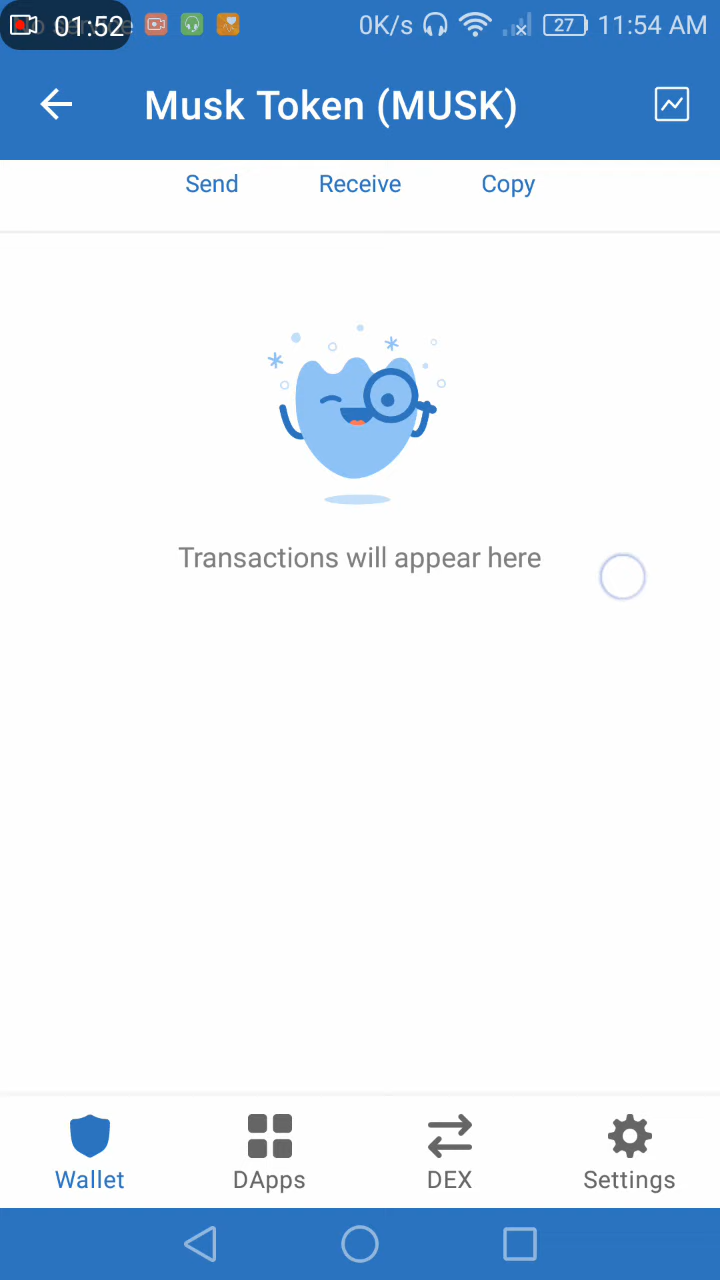 01:52 0K/s 27 11:54 AM
Musk Token (MUSK)
Send Receive Copy
Transactions will appear here
Wallet DApps DEX Settings